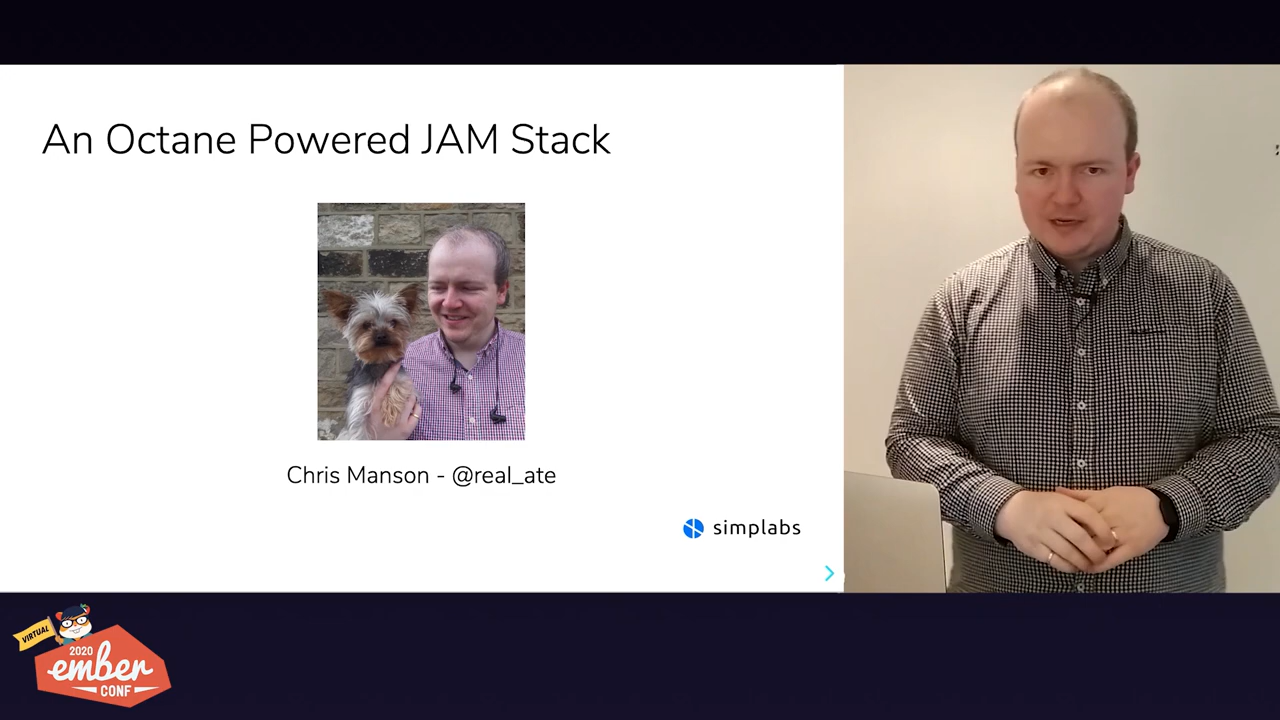 An Octane Powered JAM Stack
Chris Manson - @real_ate
simplabs
VIRTUAL
2020
ember
CONF